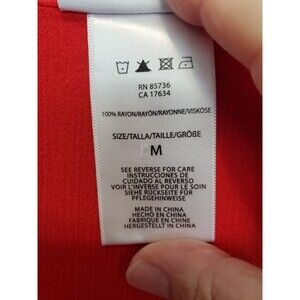 RN 85736
CA 17634
100% RAYON/RAYÓN/RAYONNE/VISKOSE
SIZE/TALLA/TAILLE/GRÖßE
M
SEE REVERSE FOR CARE
INSTRUCCIONES DE
CUIDADO AL REVERSO
VOIR L'INVERSE POUR LE SOIN
SIEHE RÜCKSEITE FÜR
PFLEGEHINWEISE
MADE IN CHINA
HECHO EN CHINA
FABRIQUE EN CHINE
HERGESTELLT IN CHINA